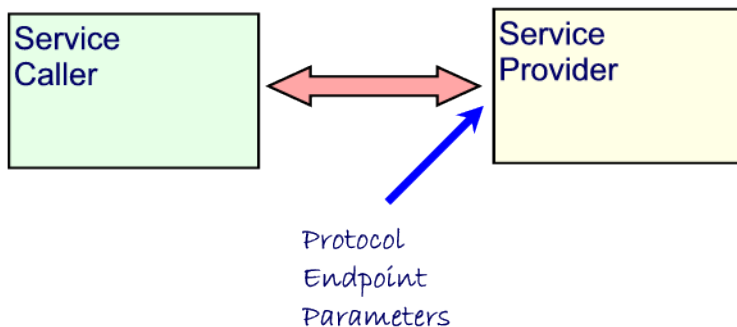 Service
Caller
Service
Provider
Protocol
Endpoint
Parameters